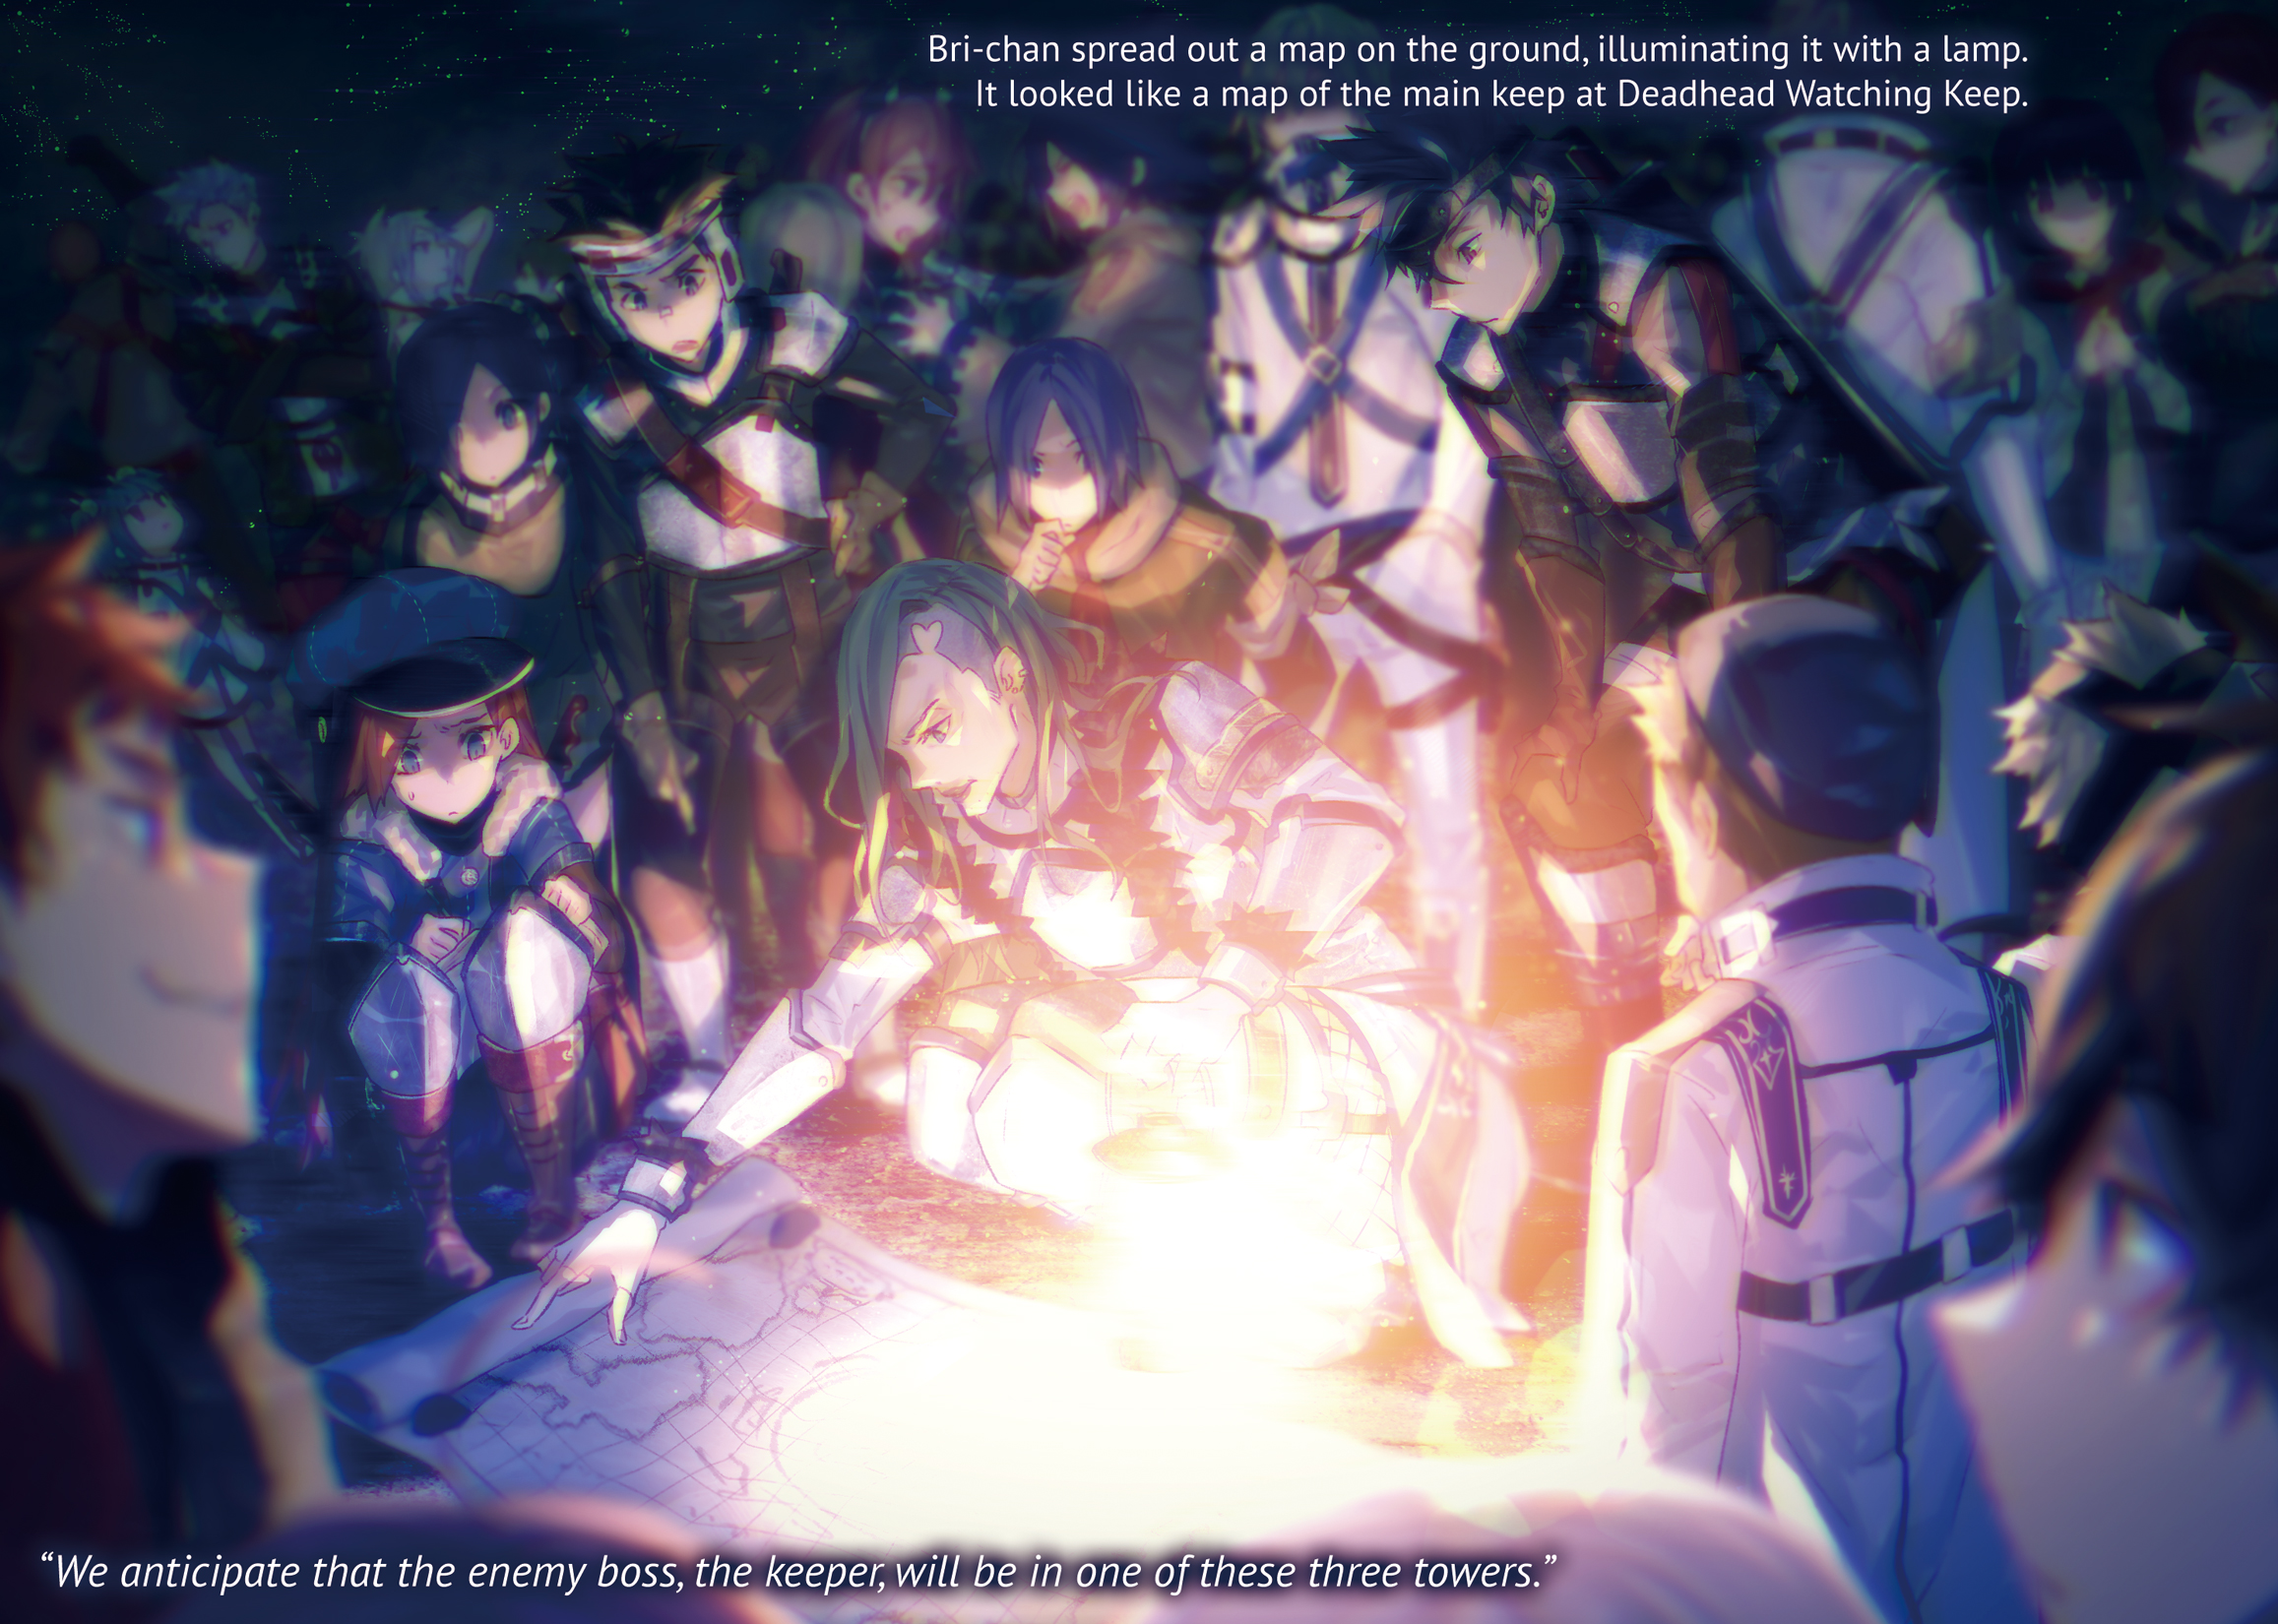 Bri-chan spread out a map on the ground, illuminating it with a lamp.
It looked like a map of the main keep at Deadhead Watching Keep.
“We anticipate that the enemy boss, the keeper, will be in one of these three towers.”